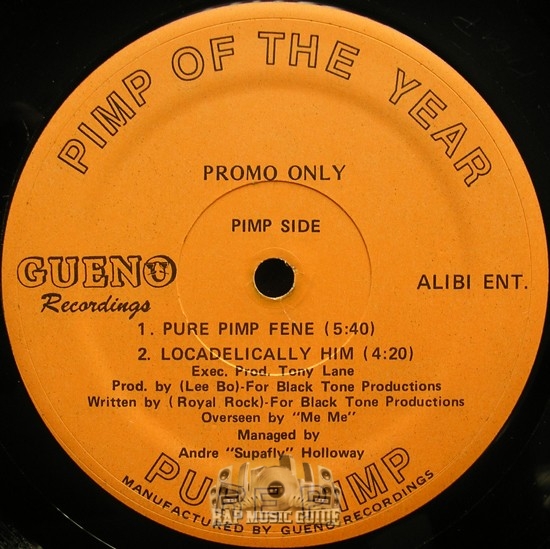 PIMP OF THE YEAR
PROMO ONLY
PIMP SIDE
GUENO
Recordings
ALIBI ENT.
1. PURE PIMP FENE (5:40)
2. LOCADELICALLY HIM (4:20)
Exec. Prod. Tony Lane
Prod. by (Lee Bo)-For Black Tone Productions
Written by (Royal Rock)-For Black Tone Productions
Overseen by "Me Me"
Managed by
Andre "Supafly" Holloway
MANUFACTURED BY GUENO RECORDINGS
RAP MUSIC GUIDE